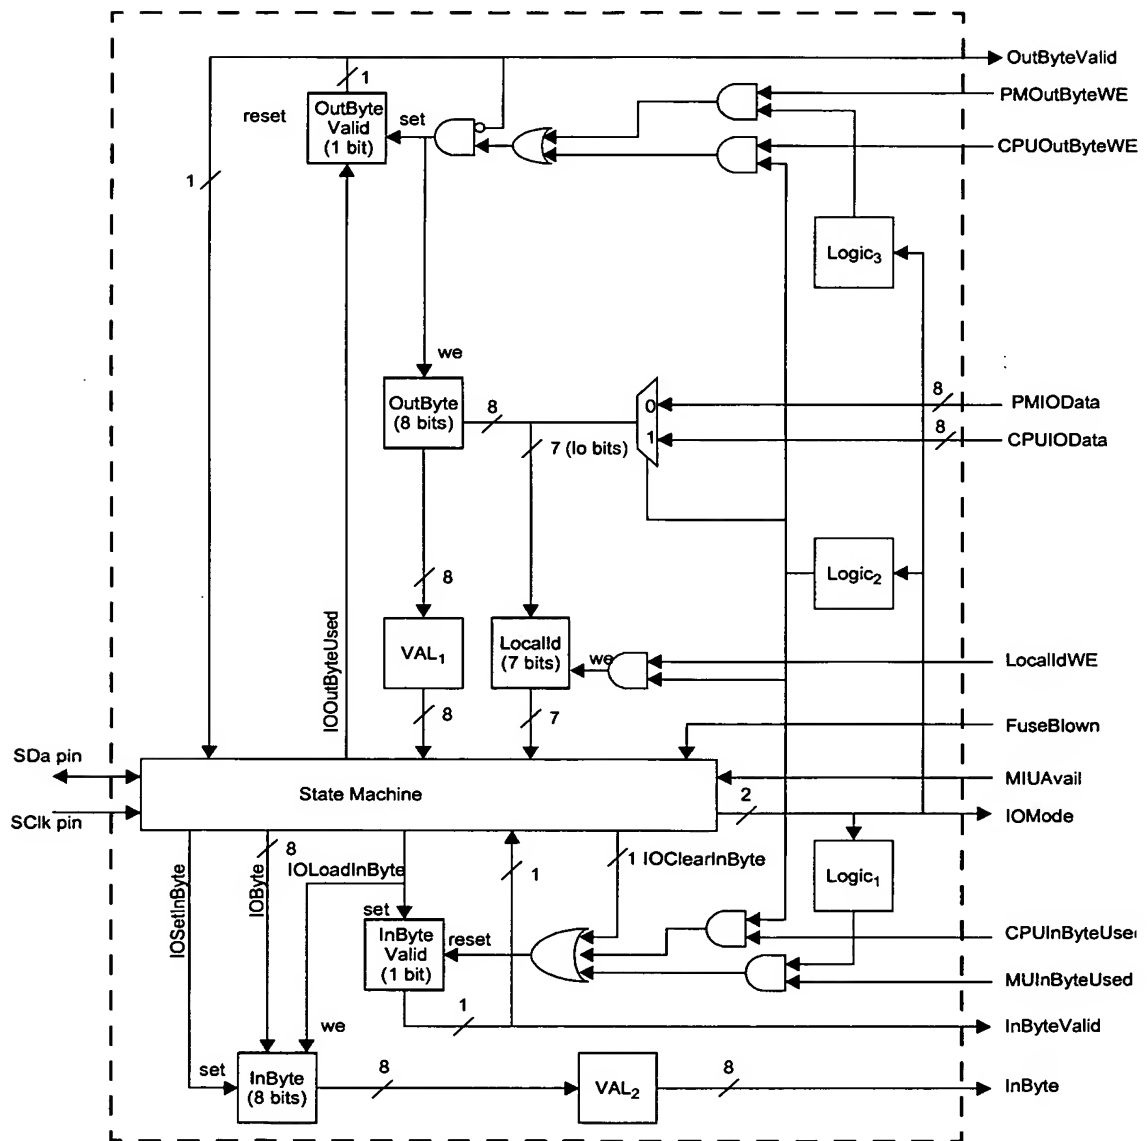 OutByteValid
1
PMOutByteWE
reset
OutByte
Valid
(1 bit)
set
CPUOutByteWE
1
Logic3
we
OutByte
(8 bits)
8
7 (lo bits)
0
1
8
PMIOData
8
CPUIOData
8
Logic2
IOOutByteUsed
VAL1
LocalId
(7 bits)
we
LocalIdWE
8
7
FuseBlown
SDa pin
State Machine
MIUAvail
SClk pin
2
IOMode
IOSetInByte
IOByte
8
IOLoadInByte
1
1 IOClearInByte
Logic1
set
InByte
Valid
(1 bit)
reset
CPUInByteUse
MUInByteUsed
1
InByteValid
we
set
InByte
(8 bits)
8
VAL2
8
InByte